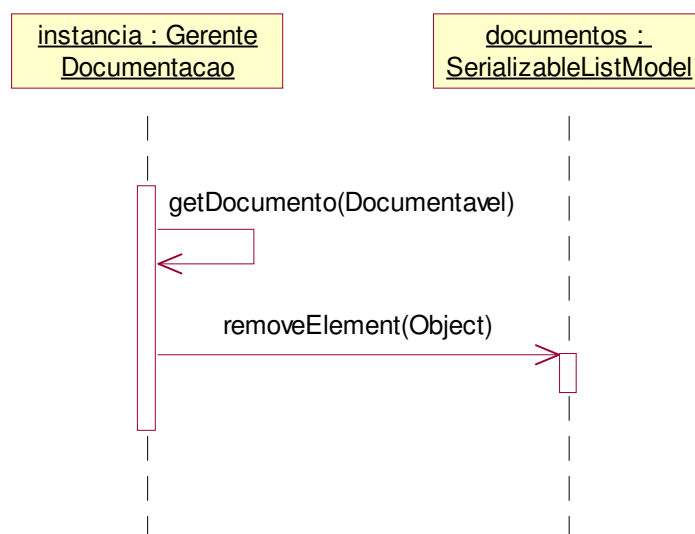 instancia : Gerente
Documentacao
documentos :
SerializableListModel
getDocumento(Documentavel)
removeElement(Object)